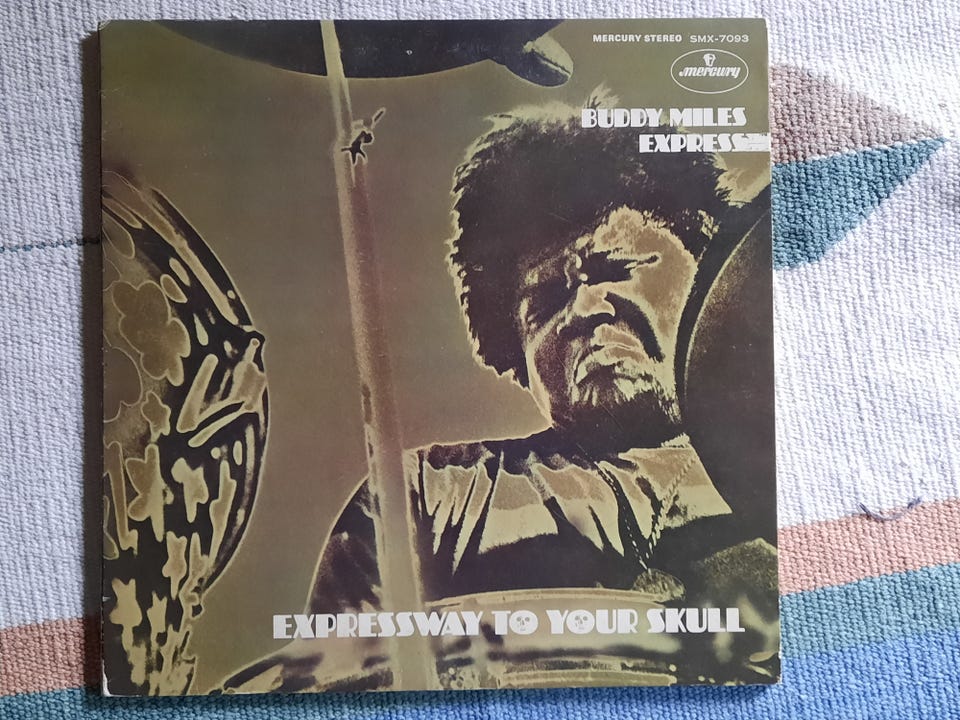 MERCURY STEREO SMX-7093
mercury
BUDDY MILES
EXPRESS
EXPRESSWAY TO YOUR SKULL